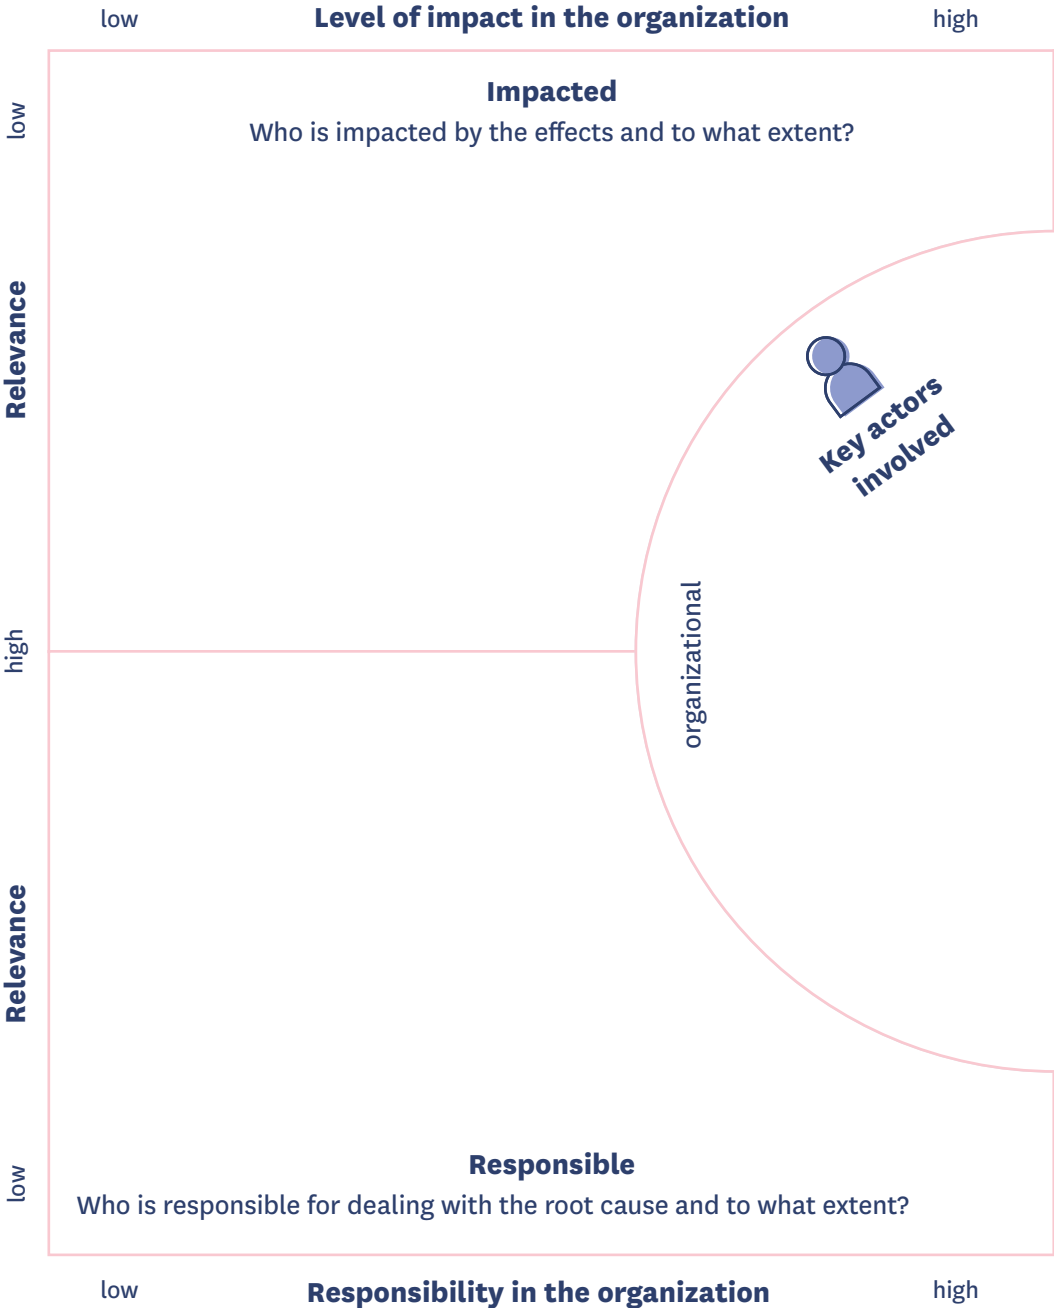 low Level of impact in the organization high
low
Impacted
Who is impacted by the effects and to what extent?
Relevance
Key actors
involved
organizational
high
Relevance
low
Responsible
Who is responsible for dealing with the root cause and to what extent?
low Responsibility in the organization high